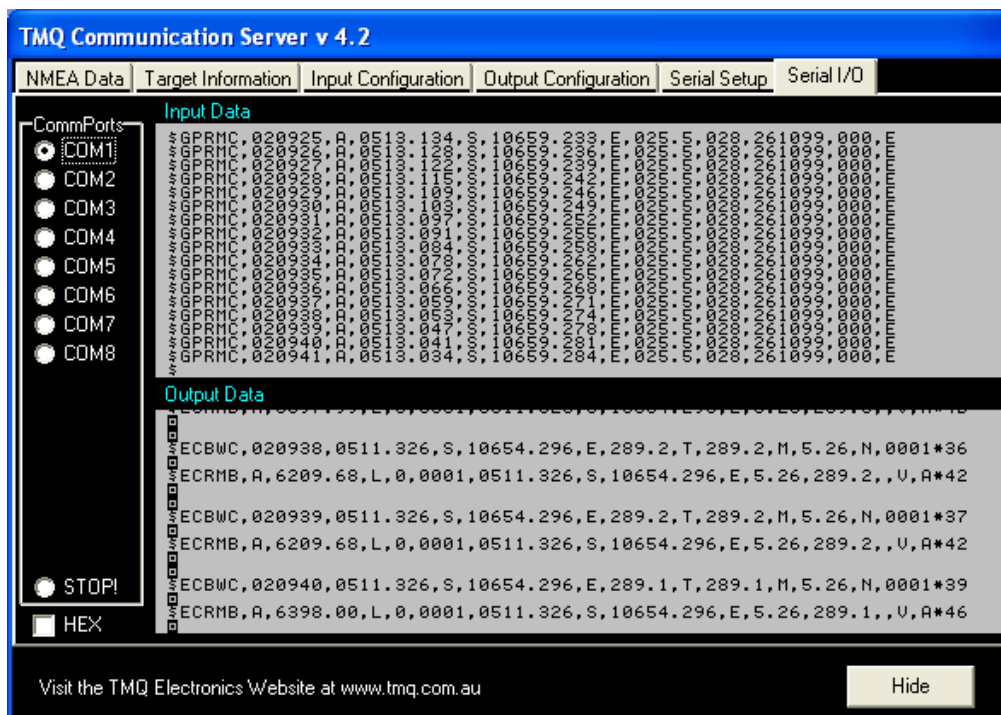 TMQ Communication Server v 4.2
NMEA Data
Target Information
Input Configuration
Output Configuration
Serial Setup
Serial I/O
CommPorts
COM1
COM2
COM3
COM4
COM5
COM6
COM7
COM8
STOP!
HEX
Input Data
$GPRMC,020925,A,0513.134,S,10659.233,E,025.5,028,261099,000,E
$GPRMC,020926,A,0513.128,S,10659.236,E,025.5,028,261099,000,E
$GPRMC,020927,A,0513.122,S,10659.239,E,025.5,028,261099,000,E
$GPRMC,020928,A,0513.115,S,10659.242,E,025.5,028,261099,000,E
$GPRMC,020929,A,0513.109,S,10659.246,E,025.5,028,261099,000,E
$GPRMC,020930,A,0513.103,S,10659.249,E,025.5,028,261099,000,E
$GPRMC,020931,A,0513.097,S,10659.252,E,025.5,028,261099,000,E
$GPRMC,020932,A,0513.091,S,10659.255,E,025.5,028,261099,000,E
$GPRMC,020933,A,0513.084,S,10659.258,E,025.5,028,261099,000,E
$GPRMC,020934,A,0513.078,S,10659.262,E,025.5,028,261099,000,E
$GPRMC,020935,A,0513.072,S,10659.265,E,025.5,028,261099,000,E
$GPRMC,020936,A,0513.066,S,10659.268,E,025.5,028,261099,000,E
$GPRMC,020937,A,0513.059,S,10659.271,E,025.5,028,261099,000,E
$GPRMC,020938,A,0513.053,S,10659.274,E,025.5,028,261099,000,E
$GPRMC,020939,A,0513.047,S,10659.278,E,025.5,028,261099,000,E
$GPRMC,020940,A,0513.041,S,10659.281,E,025.5,028,261099,000,E
$GPRMC,020941,A,0513.034,S,10659.284,E,025.5,028,261099,000,E
$
Output Data
$ECBWC,020938,0511.326,S,10654.296,E,289.2,T,289.2,M,5.26,N,0001*36
$ECRMB,A,6209.68,L,0,0001,0511.326,S,10654.296,E,5.26,289.2,,V,A*42
$ECBWC,020939,0511.326,S,10654.296,E,289.2,T,289.2,M,5.26,N,0001*37
$ECRMB,A,6209.68,L,0,0001,0511.326,S,10654.296,E,5.26,289.2,,V,A*42
$ECBWC,020940,0511.326,S,10654.296,E,289.1,T,289.1,M,5.26,N,0001*39
$ECRMB,A,6398.00,L,0,0001,0511.326,S,10654.296,E,5.26,289.1,,V,A*46
Visit the TMQ Electronics Website at www.tmq.com.au
Hide